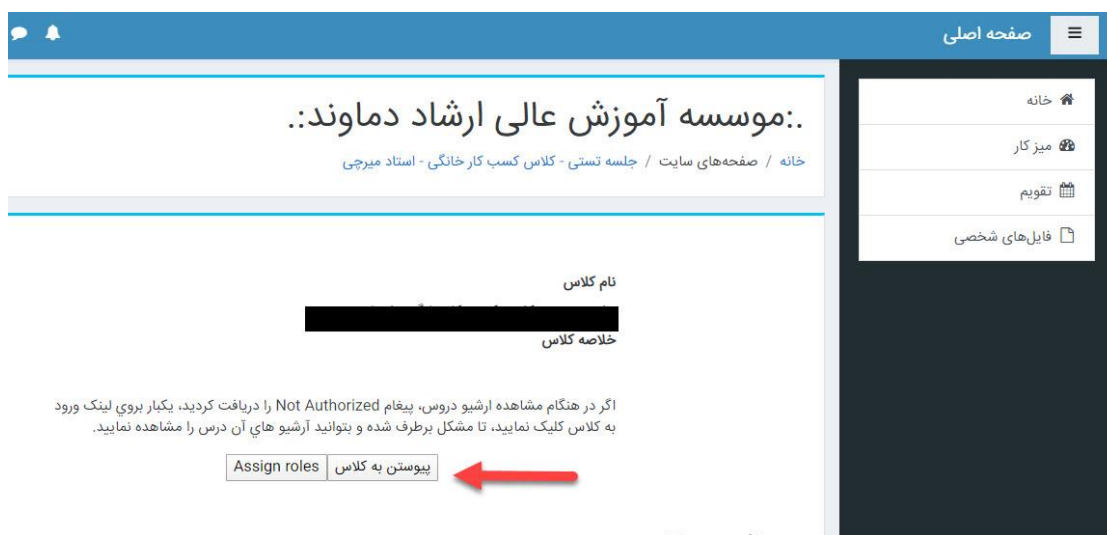 صفحه اصلی
خانه
میز کار
تقویم
فایل‌های شخصی
.:موسسه آموزش عالی ارشاد دماوند:.
خانه / صفحه‌های سایت / جلسه تستی - کلاس کسب کار خانگی - استاد میرچی
نام کلاس
خلاصه کلاس
اگر در هنگام مشاهده ارشیو دروس، پیغام Not Authorized را دریافت کردید، یکبار بروي لینک ورود
به کلاس کلیک نمایید، تا مشکل برطرف شده و بتوانید آرشیو هاي آن درس را مشاهده نمایید.
پیوستن به کلاس Assign roles